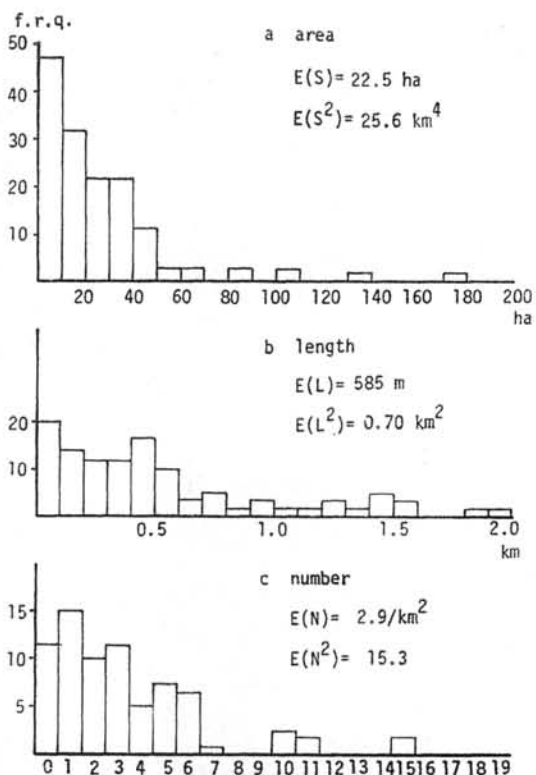 f.r.q.
50
40
30
20
10
a area
E(S)= 22.5 ha
E(S²)= 25.6 km⁴
20 40 60 80 100 120 140 160 180 200
ha
b length
E(L)= 585 m
E(L²)= 0.70 km²
20
10
0.5 1.0 1.5 2.0
km
c number
E(N)= 2.9/km²
E(N²)= 15.3
15
10
5
0 1 2 3 4 5 6 7 8 9 10 11 12 13 14 15 16 17 18 19